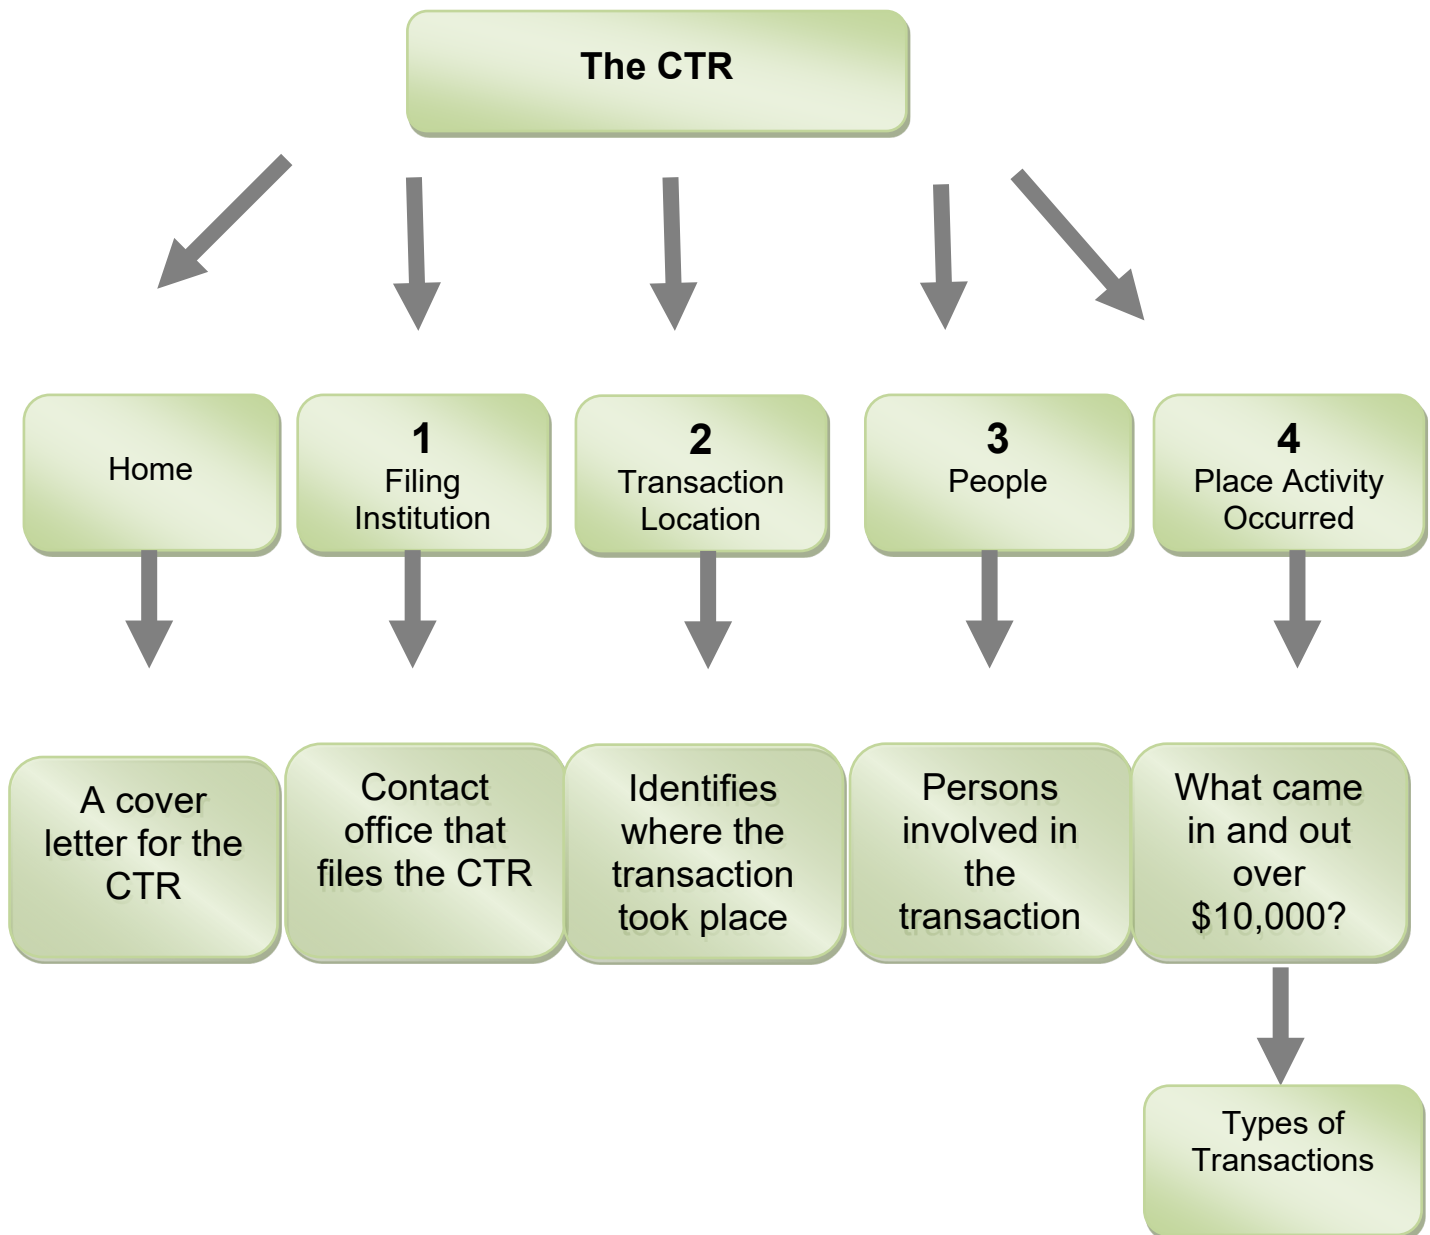 The CTR
Home
1
Filing
Institution
2
Transaction
Location
3
People
4
Place Activity
Occurred
A cover
letter for the
CTR
Contact
office that
files the CTR
Identifies
where the
transaction
took place
Persons
involved in
the
transaction
What came
in and out
over
$10,000?
Types of
Transactions